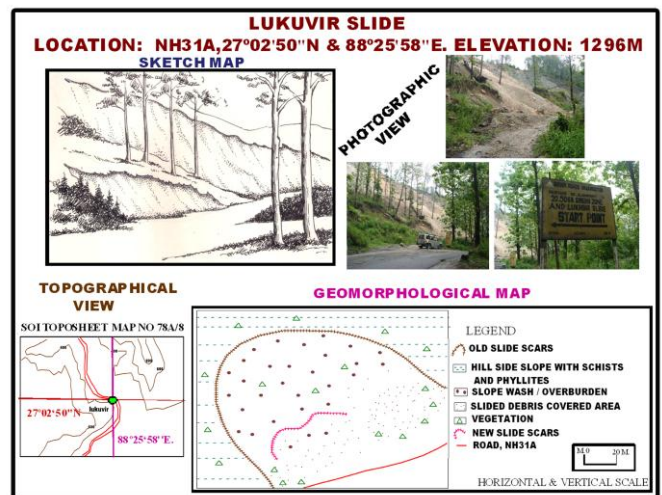 LUKUVIR SLIDE
LOCATION: NH31A,27º02'50"N & 88º25'58"E. ELEVATION: 1296M
SKETCH MAP
PHOTOGRAPHIC
VIEW
START POINT
TOPOGRAPHICAL
VIEW
SOI TOPOSHEET MAP NO 78A/8
27º02'50"N
lukuvir
88º25'58"E.
GEOMORPHOLOGICAL MAP
LEGEND
OLD SLIDE SCARS
HILL SIDE SLOPE WITH SCHISTS
AND PHYLLITES
SLOPE WASH / OVERBURDEN
SLIDED DEBRIS COVERED AREA
VEGETATION
NEW SLIDE SCARS
ROAD, NH31A
M 0 20 M.
HORIZONTAL & VERTICAL SCALE